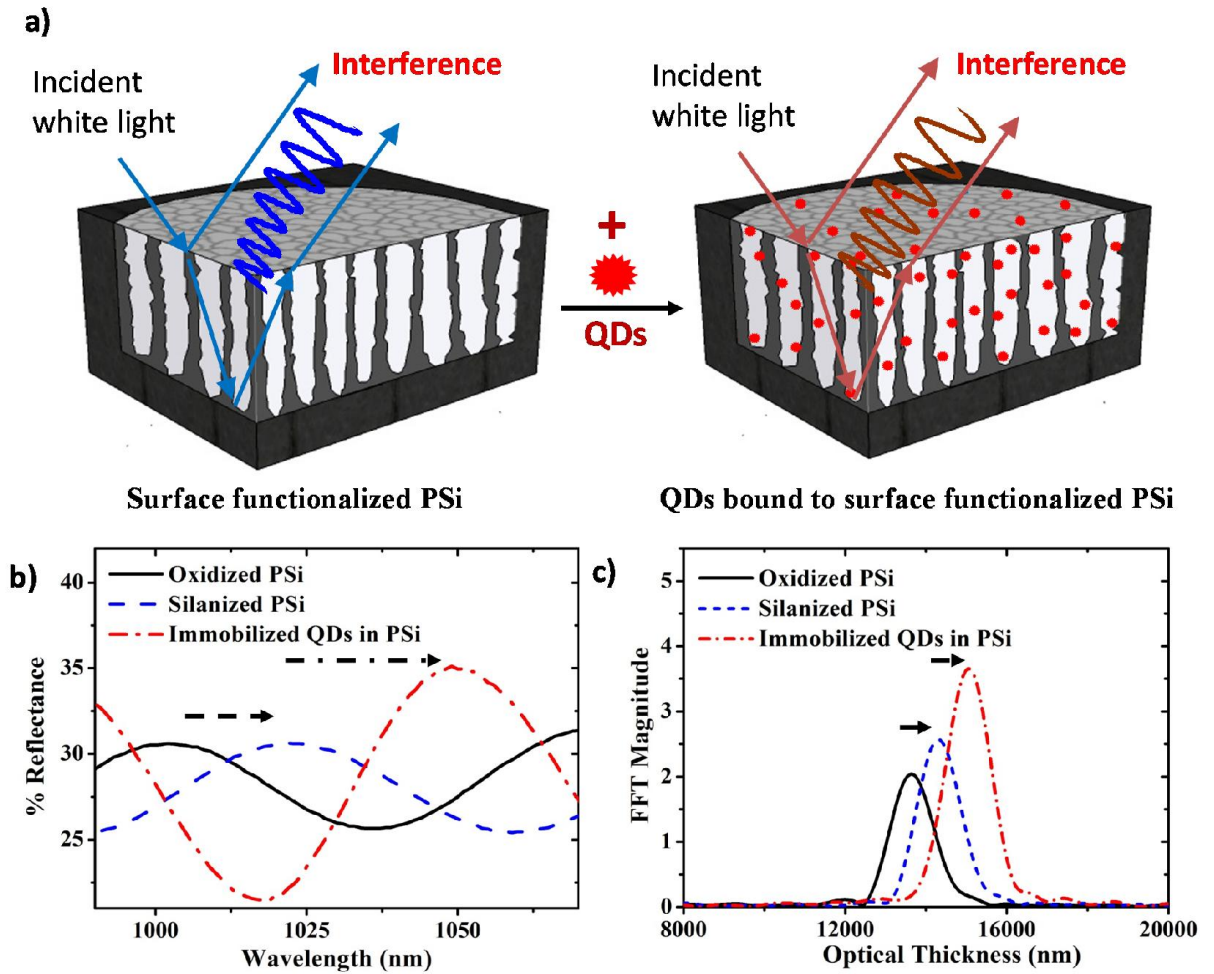 a)
Incident
white light
Interference
+
QDs
Incident
white light
Interference
Surface functionalized PSi
QDs bound to surface functionalized PSi
b)
Oxidized PSi
Silanized PSi
Immobilized QDs in PSi
40
35
30
25
% Reflectance
1000
1025
1050
Wavelength (nm)
c)
Oxidized PSi
Silanized PSi
Immobilized QDs in PSi
5
4
3
2
1
0
FFT Magnitude
8000
12000
16000
20000
Optical Thickness (nm)